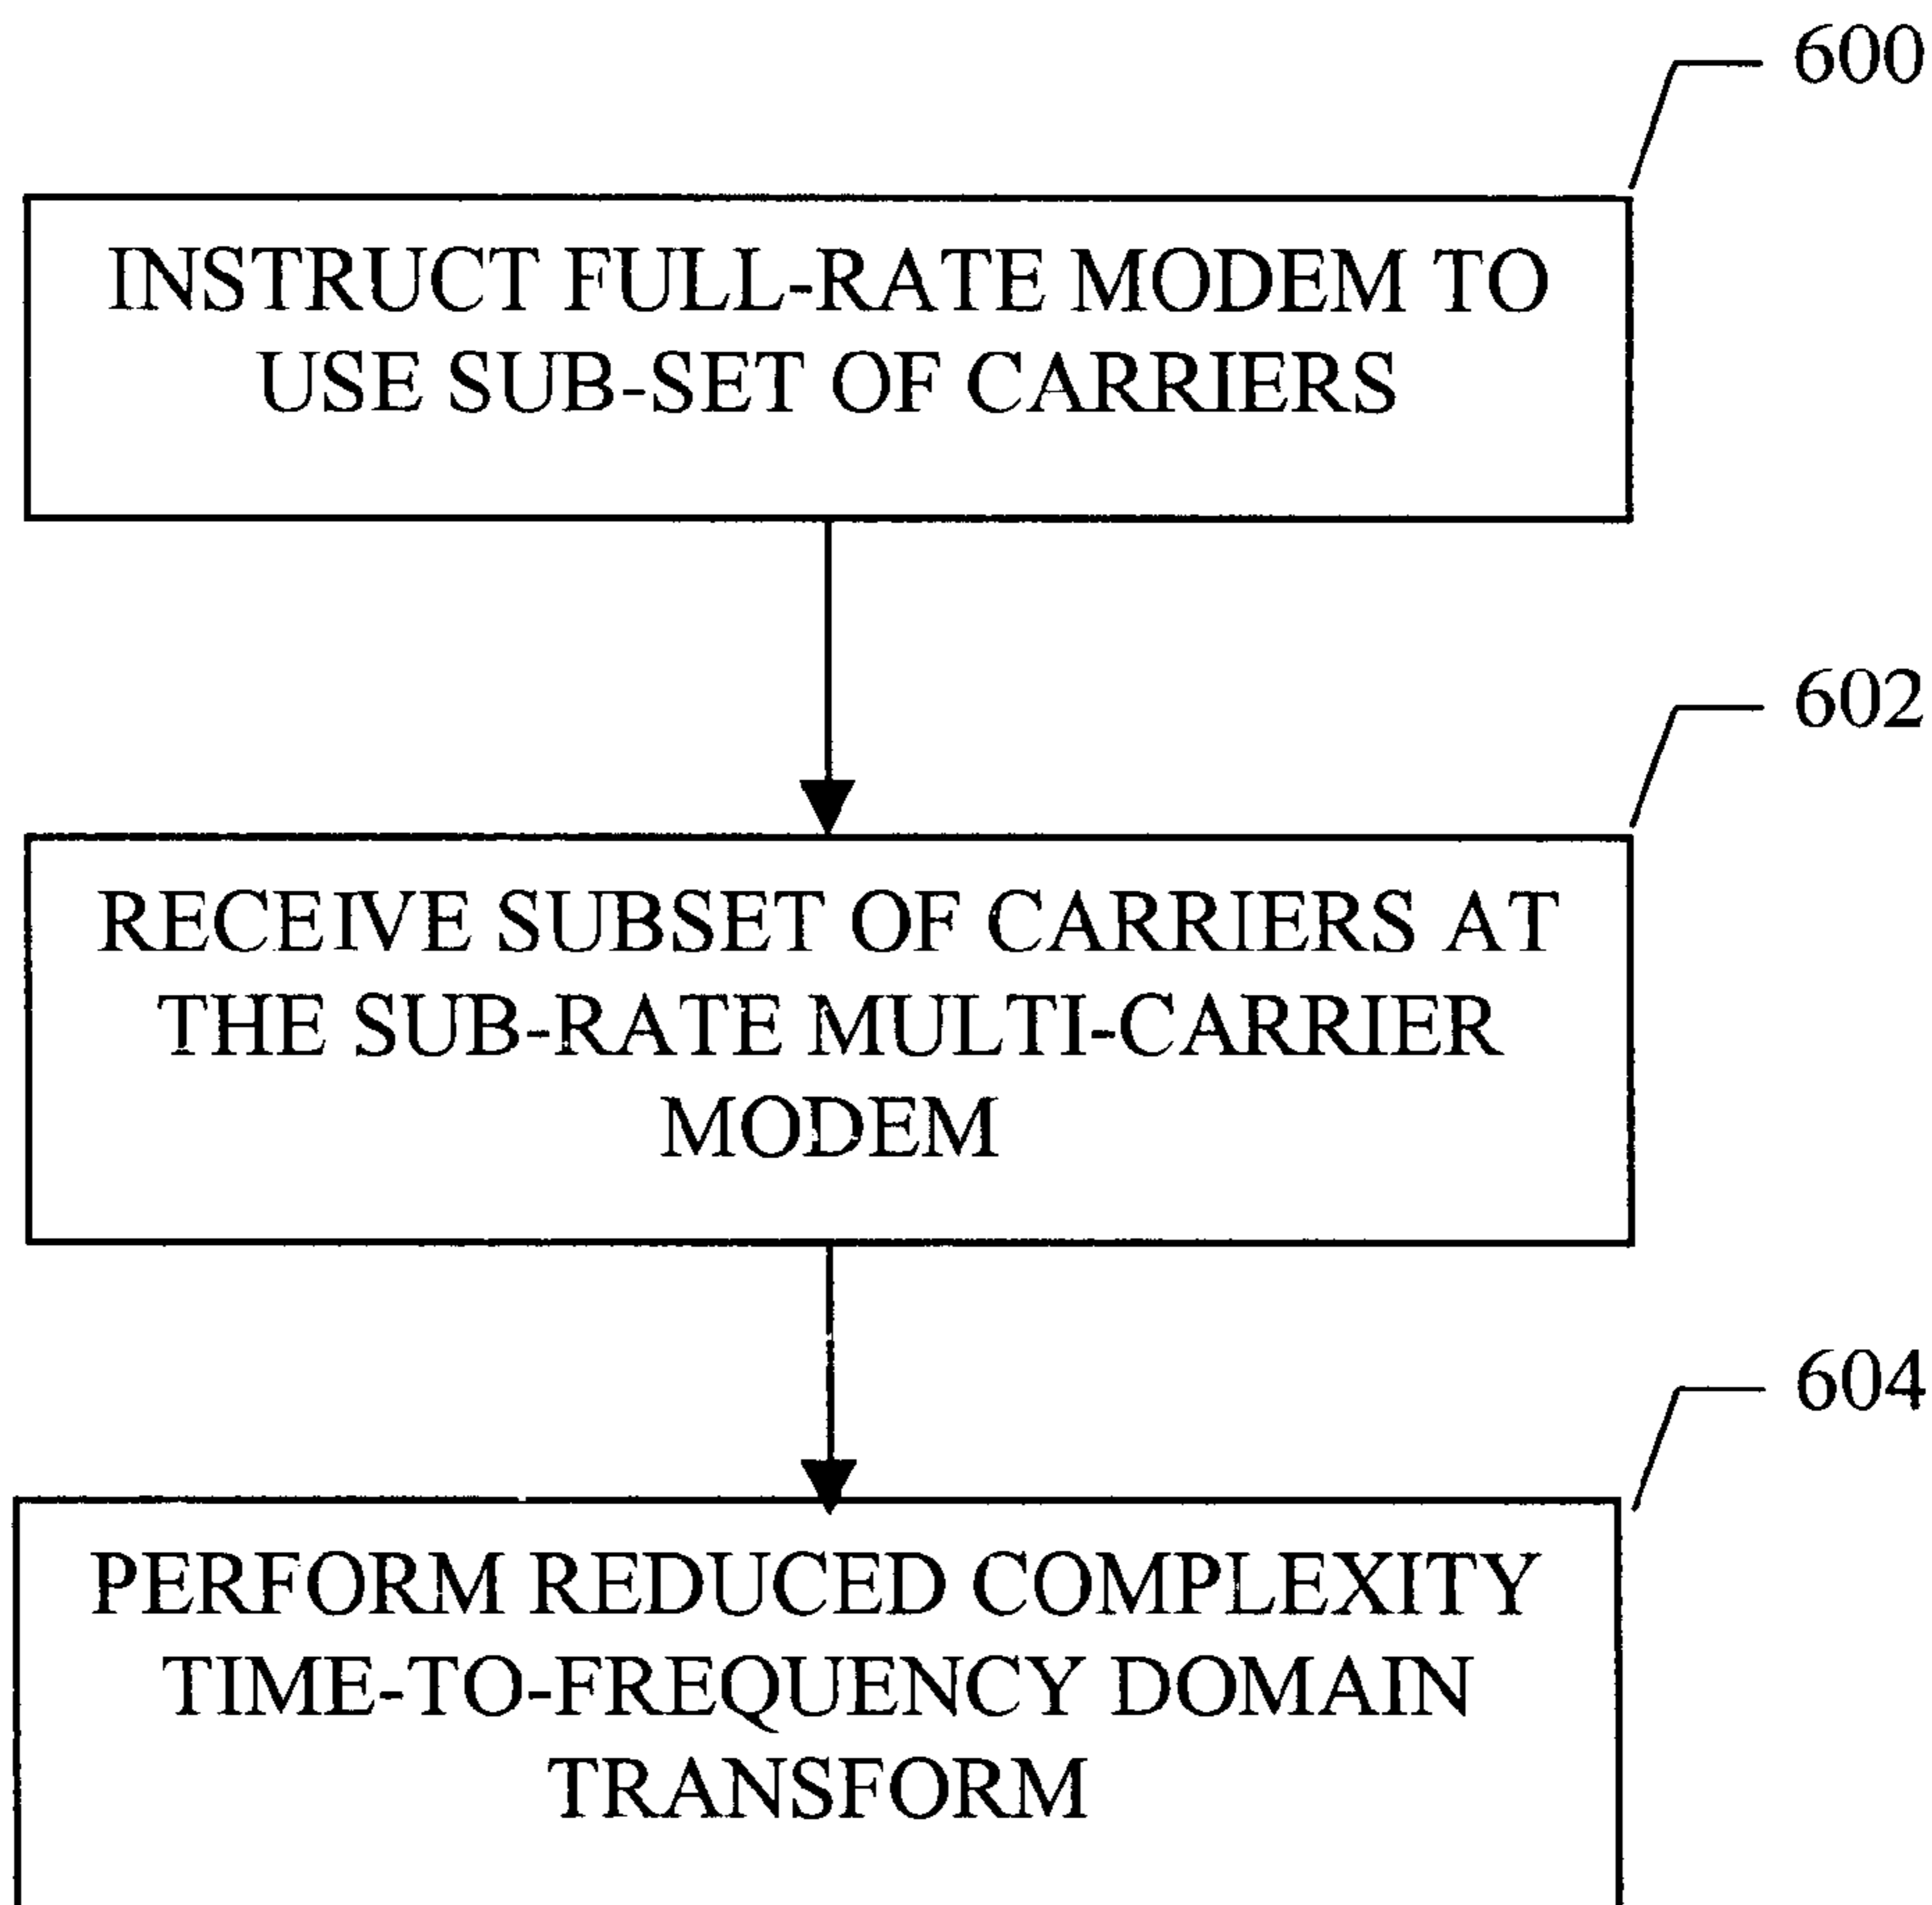 600
INSTRUCT FULL-RATE MODEM TO
USE SUB-SET OF CARRIERS
602
RECEIVE SUBSET OF CARRIERS AT
THE SUB-RATE MULTI-CARRIER
MODEM
604
PERFORM REDUCED COMPLEXITY
TIME-TO-FREQUENCY DOMAIN
TRANSFORM